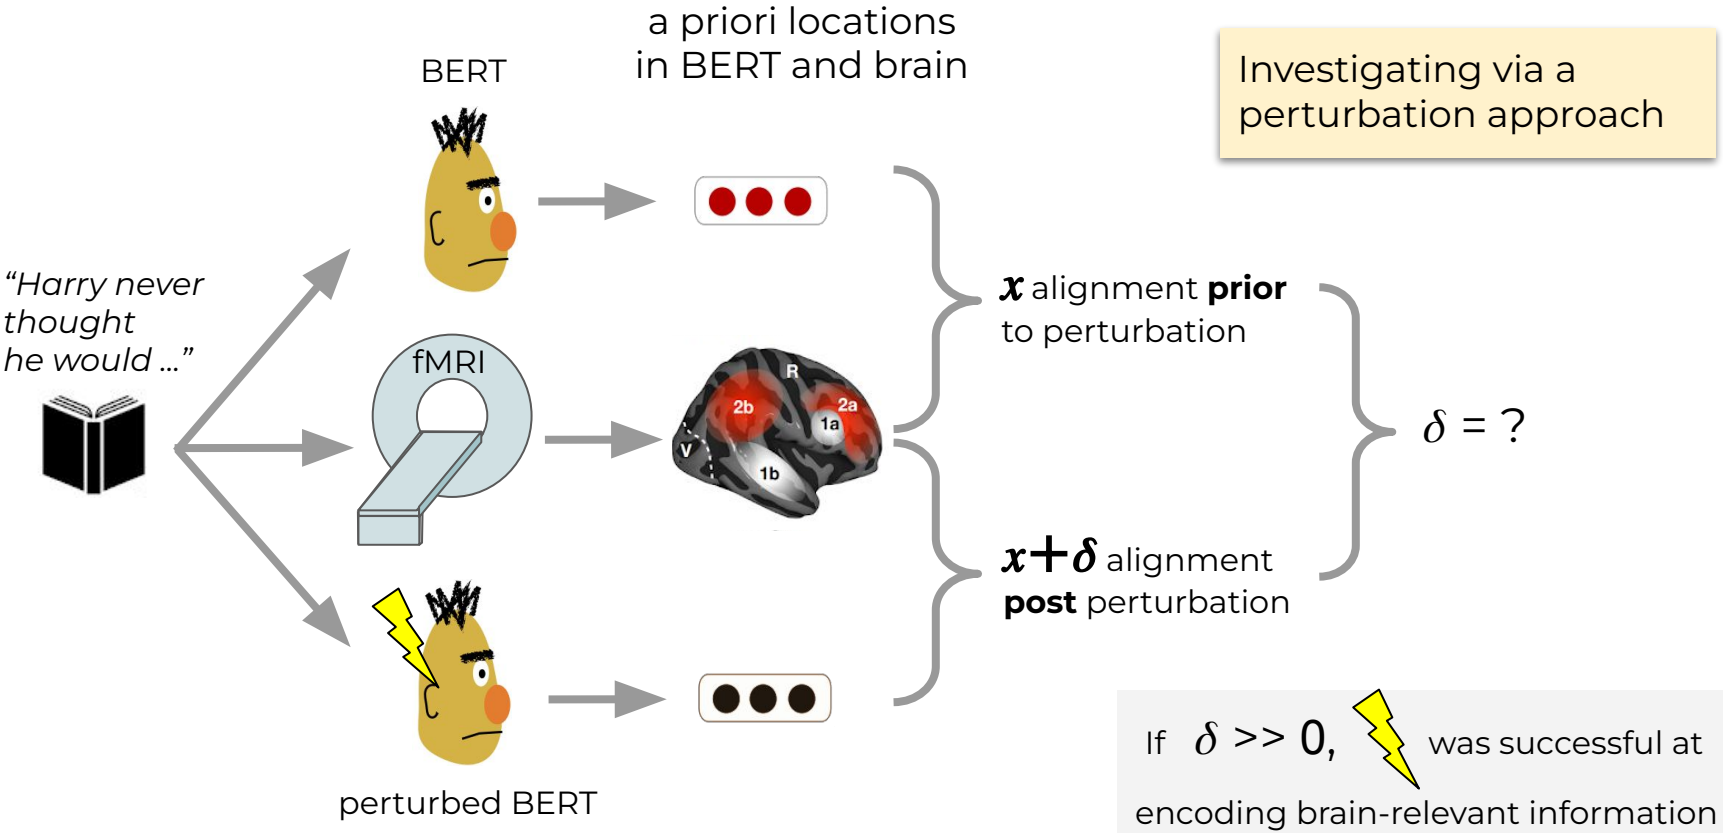 a priori locations
in BERT and brain
BERT
Investigating via a
perturbation approach
“Harry never
thought
he would ...”
fMRI
R
2b
2a
1a
V
1b
x alignment prior
to perturbation
δ = ?
x+δ alignment
post perturbation
perturbed BERT
If δ >> 0, was successful at
encoding brain-relevant information